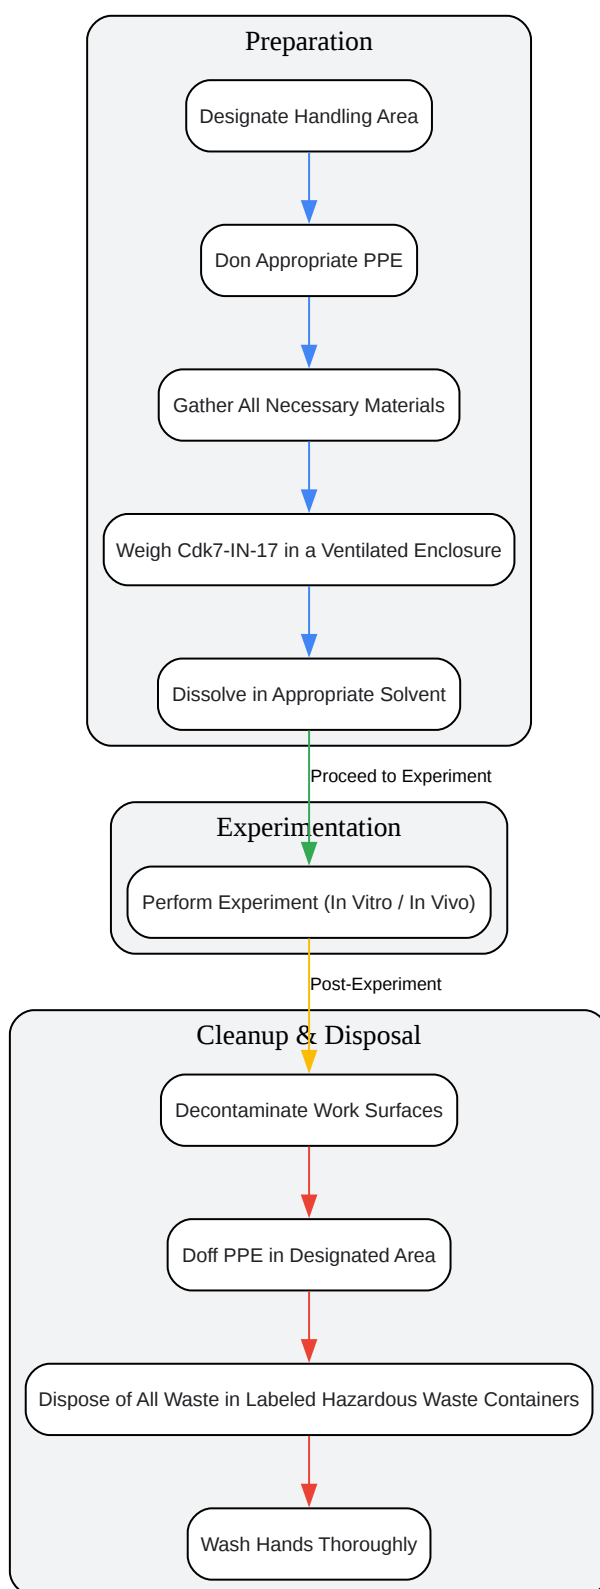 Preparation
Designate Handling Area
Don Appropriate PPE
Gather All Necessary Materials
Weigh Cdk7-IN-17 in a Ventilated Enclosure
Dissolve in Appropriate Solvent
Proceed to Experiment
Experimentation
Perform Experiment (In Vitro / In Vivo)
Post-Experiment
Cleanup & Disposal
Decontaminate Work Surfaces
Doff PPE in Designated Area
Dispose of All Waste in Labeled Hazardous Waste Containers
Wash Hands Thoroughly